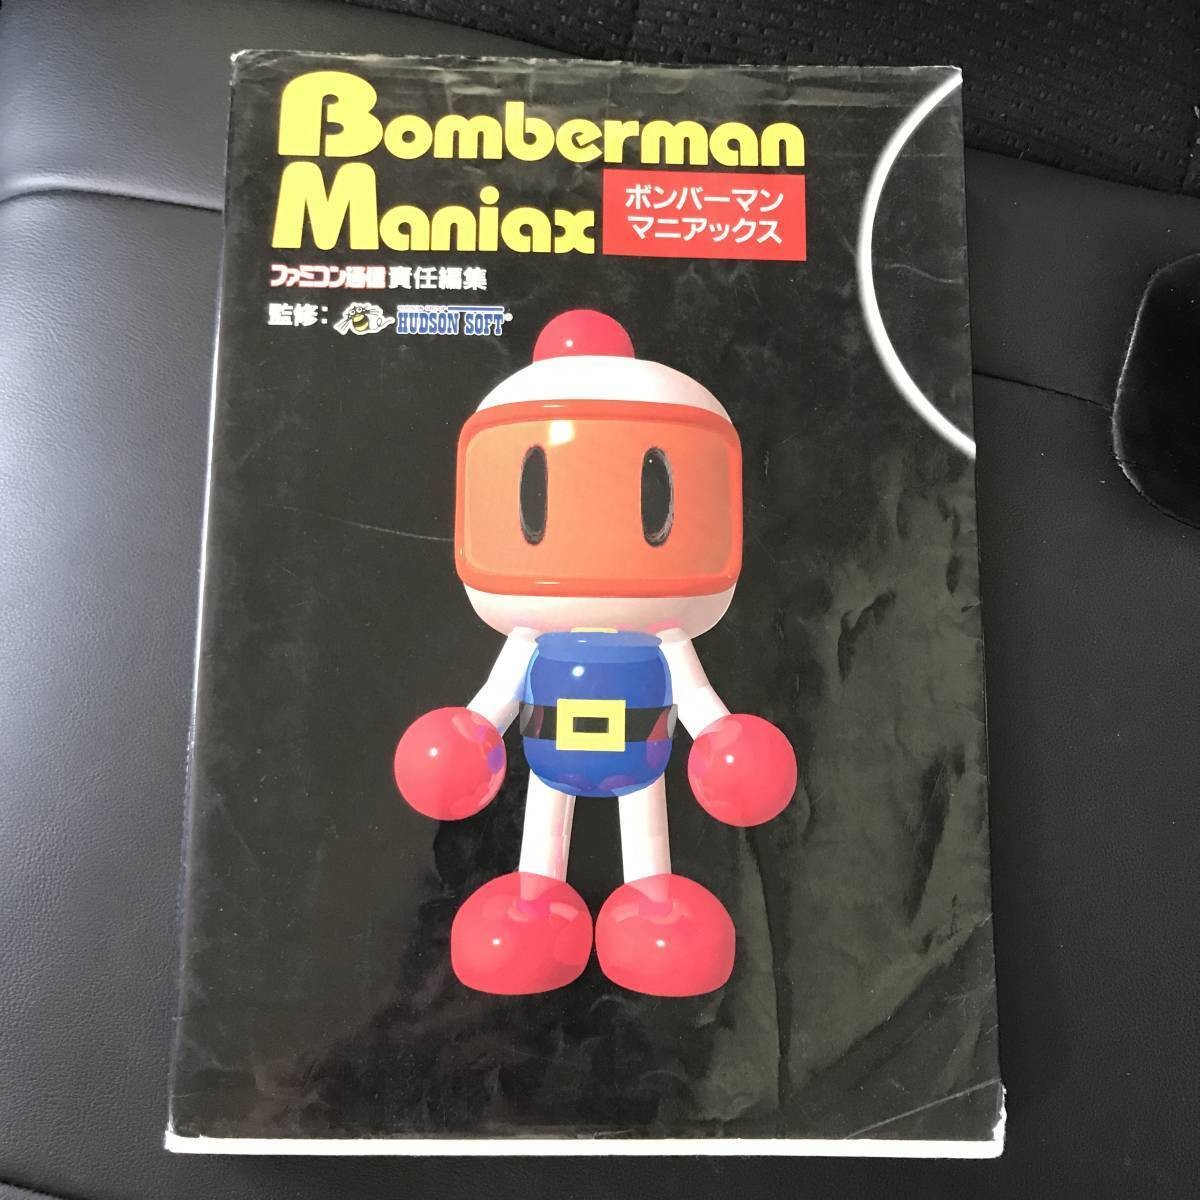 Bomberman
Maniax
ボンバーマン
マニアックス
ファミコン通信責任編集
監修: HUDSON SOFT®